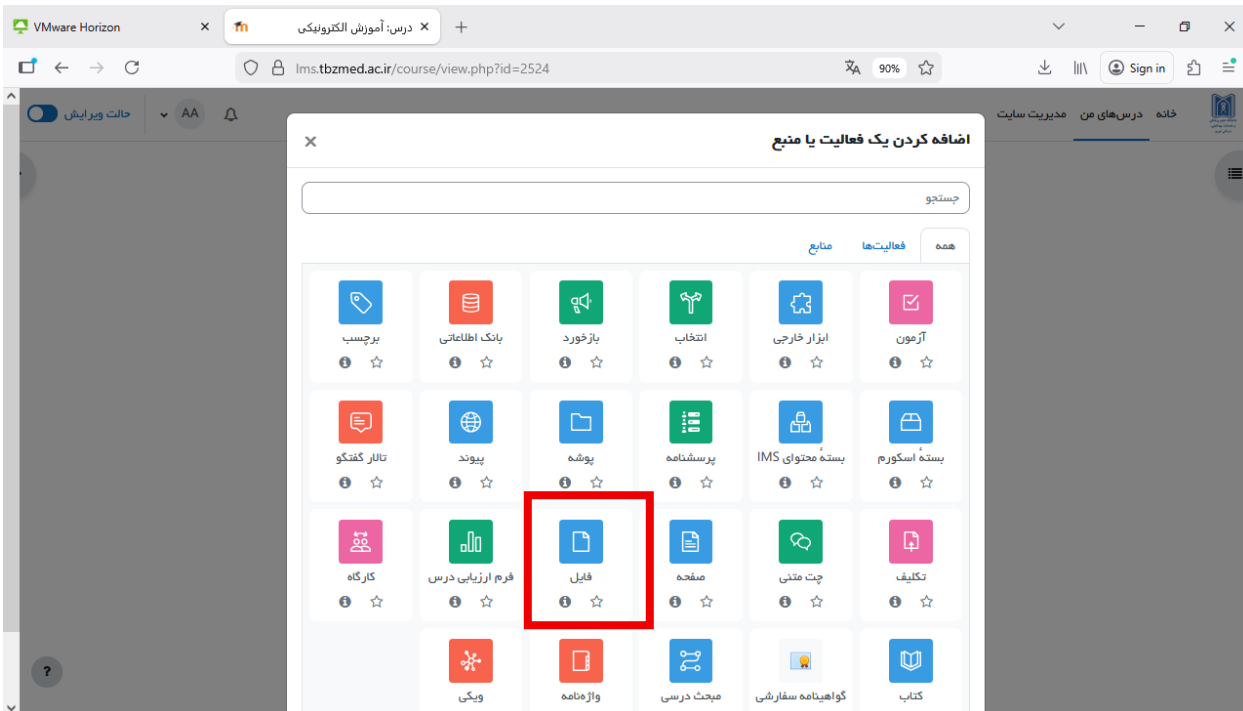 VMware Horizon
درس: آموزش الکترونیکی
lms.tbzmed.ac.ir/course/view.php?id=2524
90%
Sign in
خانه درس‌های من مدیریت سایت
AA
حالت ویرایش
اضافه کردن یک فعالیت یا منبع
جستجو
همه فعالیت‌ها منابع
آزمون ابزار خارجی انتخاب بازخورد بانک اطلاعاتی برچسب
بستهٔ اسکورم بستهٔ محتوای IMS پرسشنامه پوشه پیوند تالار گفتگو
تکلیف چت متنی صفحه فایل فرم ارزیابی درس کارگاه
کتاب گواهینامه سفارشی مبحث درسی واژه‌نامه ویکی
?